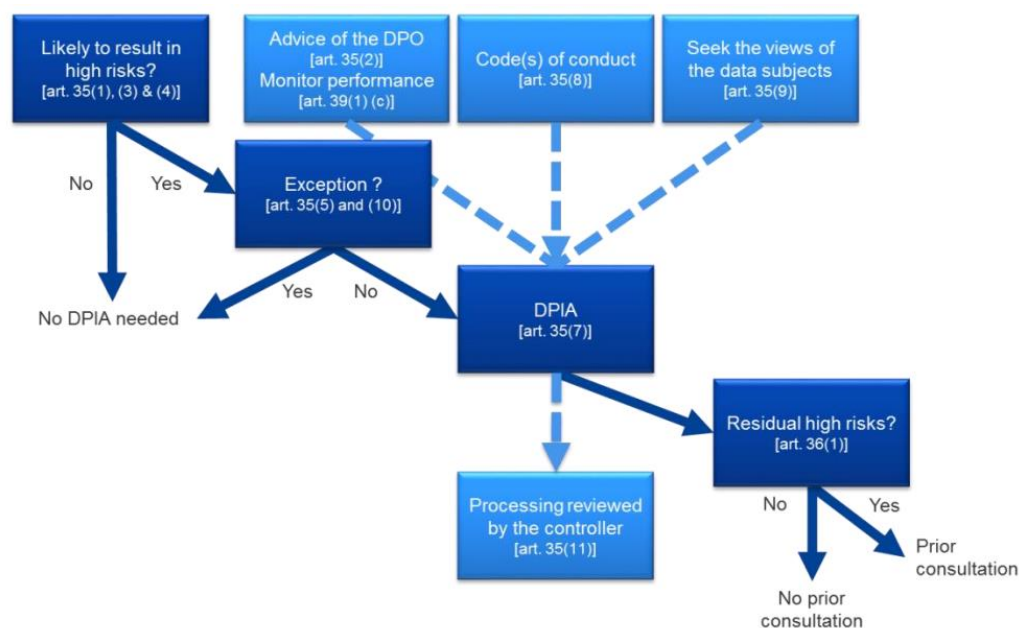 Likely to result in
high risks?
[art. 35(1), (3) & (4)]
Advice of the DPO
[art. 35(2)]
Monitor performance
[art. 39(1) (c)]
Code(s) of conduct
[art. 35(8)]
Seek the views of
the data subjects
[art. 35(9)]
No
Yes
Exception ?
[art. 35(5) and (10)]
Yes
No
No DPIA needed
DPIA
[art. 35(7)]
Residual high risks?
[art. 36(1)]
Processing reviewed
by the controller
[art. 35(11)]
No
Yes
Prior
consultation
No prior
consultation